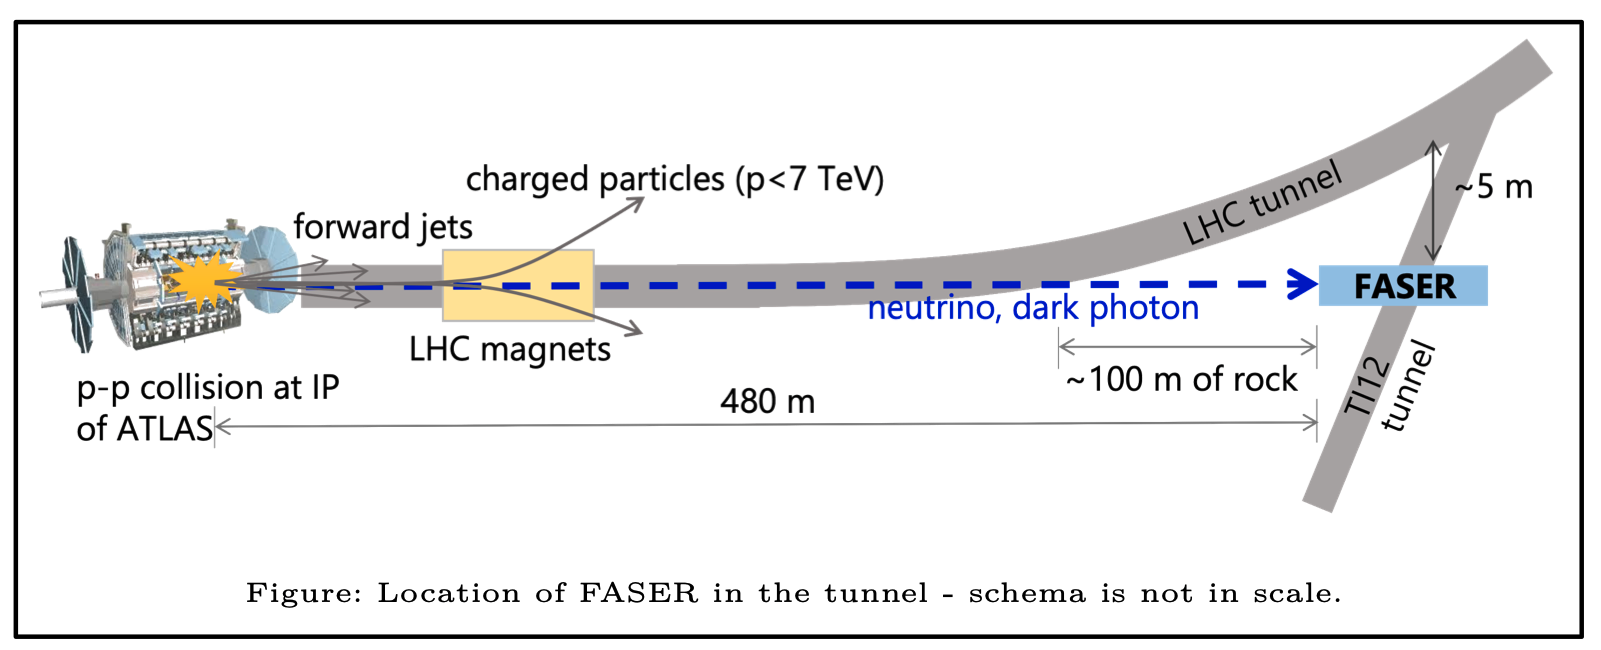 charged particles (p<7 TeV)
forward jets
LHC tunnel
~5 m
FASER
neutrino, dark photon
LHC magnets
~100 m of rock
TI12
tunnel
p-p collision at IP
of ATLAS
480 m
Figure: Location of FASER in the tunnel - schema is not in scale.